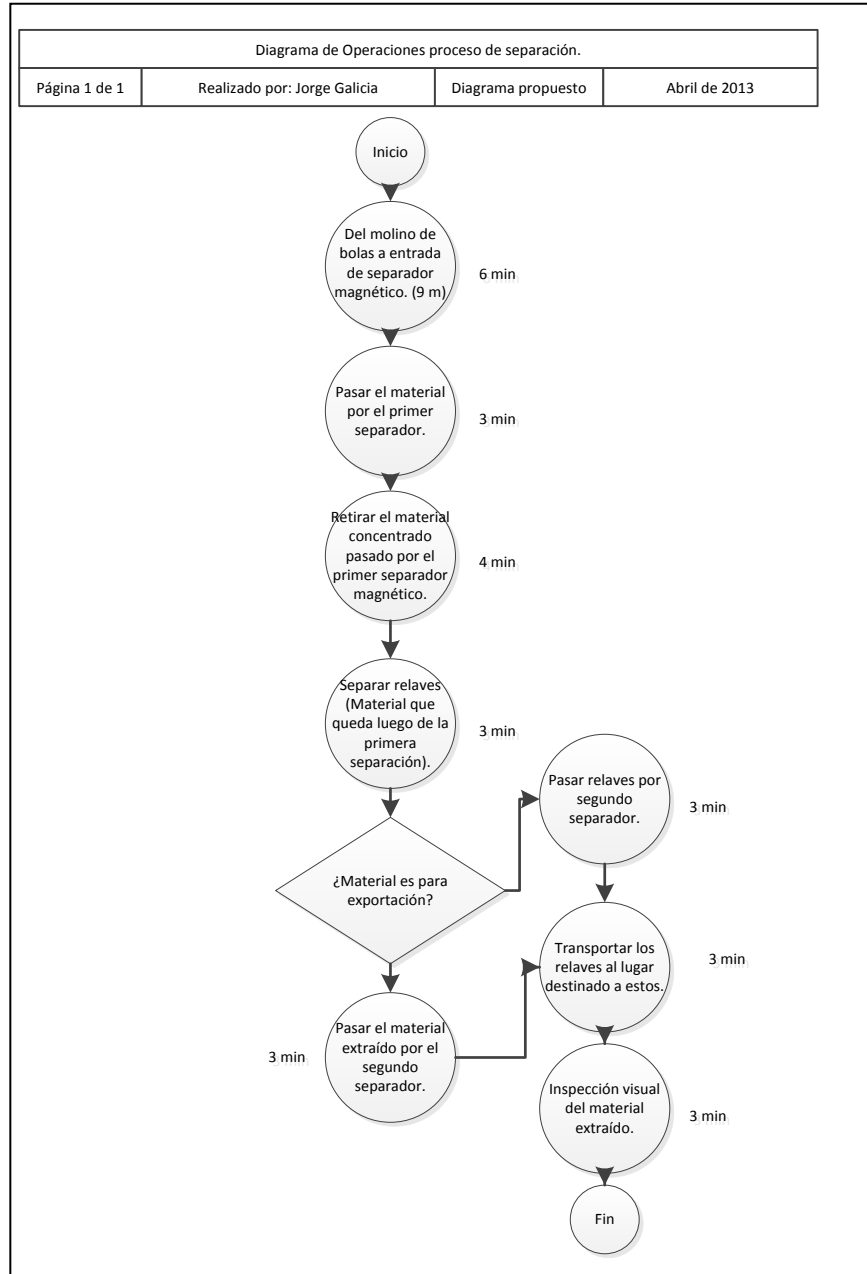 Diagrama de Operaciones proceso de separación.
Página 1 de 1
Realizado por: Jorge Galicia
Diagrama propuesto
Abril de 2013
Inicio
Del molino de
bolas a entrada
de separador
magnético. (9 m)
6 min
Pasar el material
por el primer
separador.
3 min
Retirar el material
concentrado
pasado por el
primer separador
magnético.
4 min
Separar relaves
(Material que
queda luego de la
primera
separación).
3 min
¿Material es para
exportación?
Pasar relaves por
segundo
separador.
3 min
Pasar el material
extraído por el
segundo
separador.
3 min
Transportar los
relaves al lugar
destinado a estos.
3 min
Inspección visual
del material
extraído.
3 min
Fin